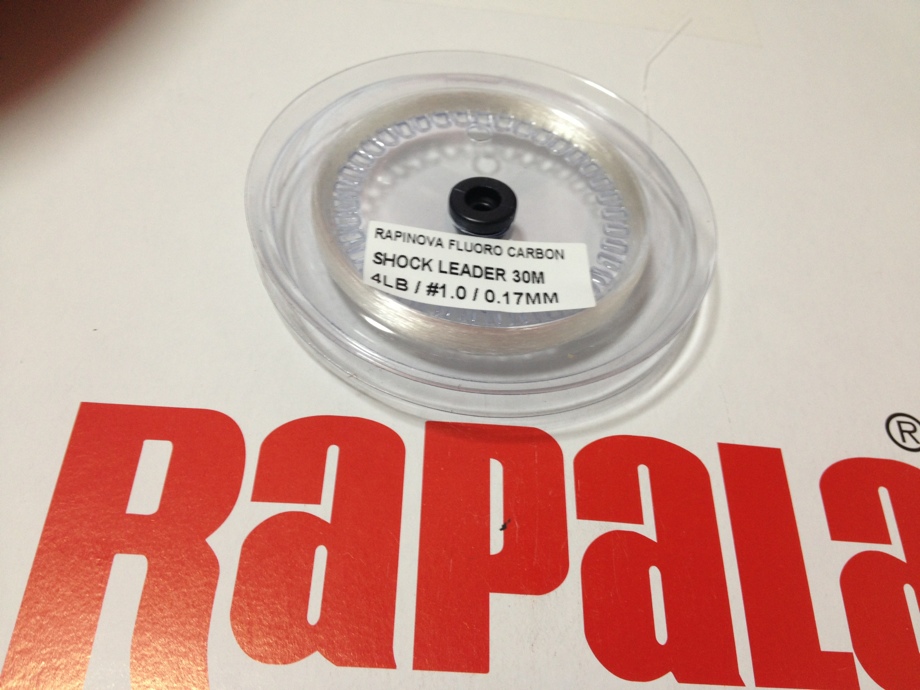 RAPINOVA FLUORO CARBON
SHOCK LEADER 30M
4LB / #1.0 / 0.17MM
RAPALA
®